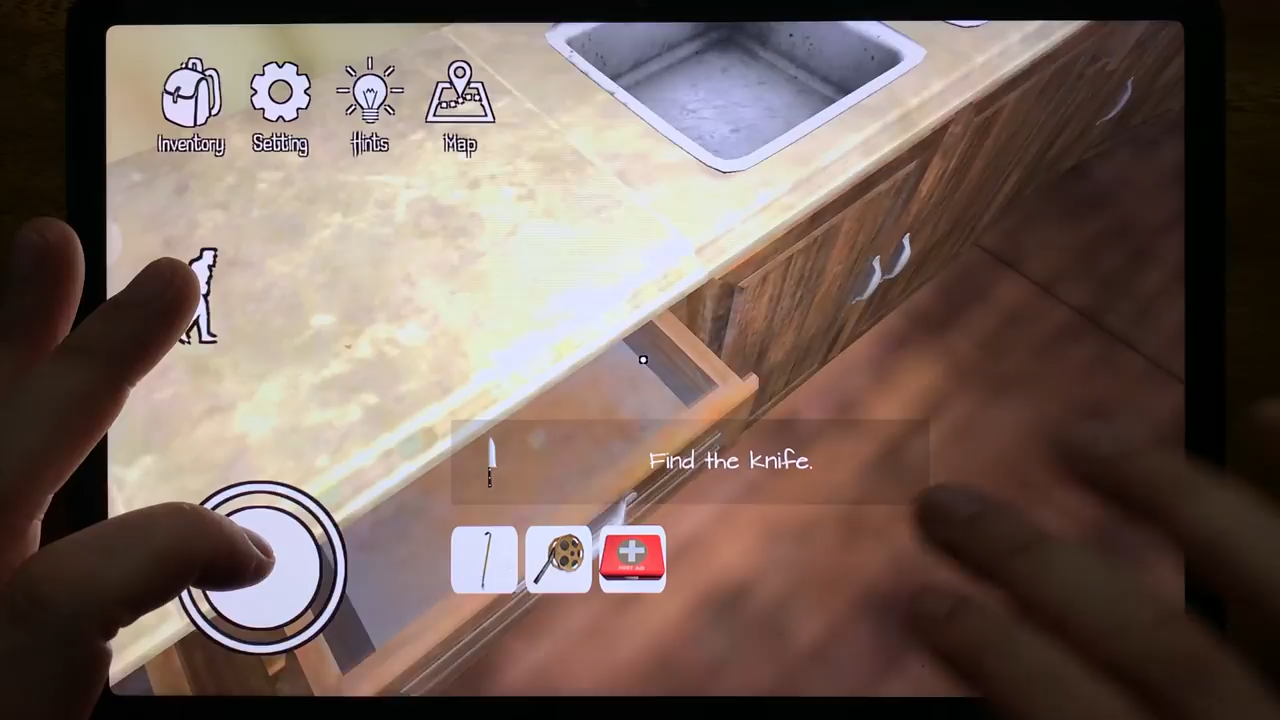 Inventory
Setting
Hints
Map
Find the knife.